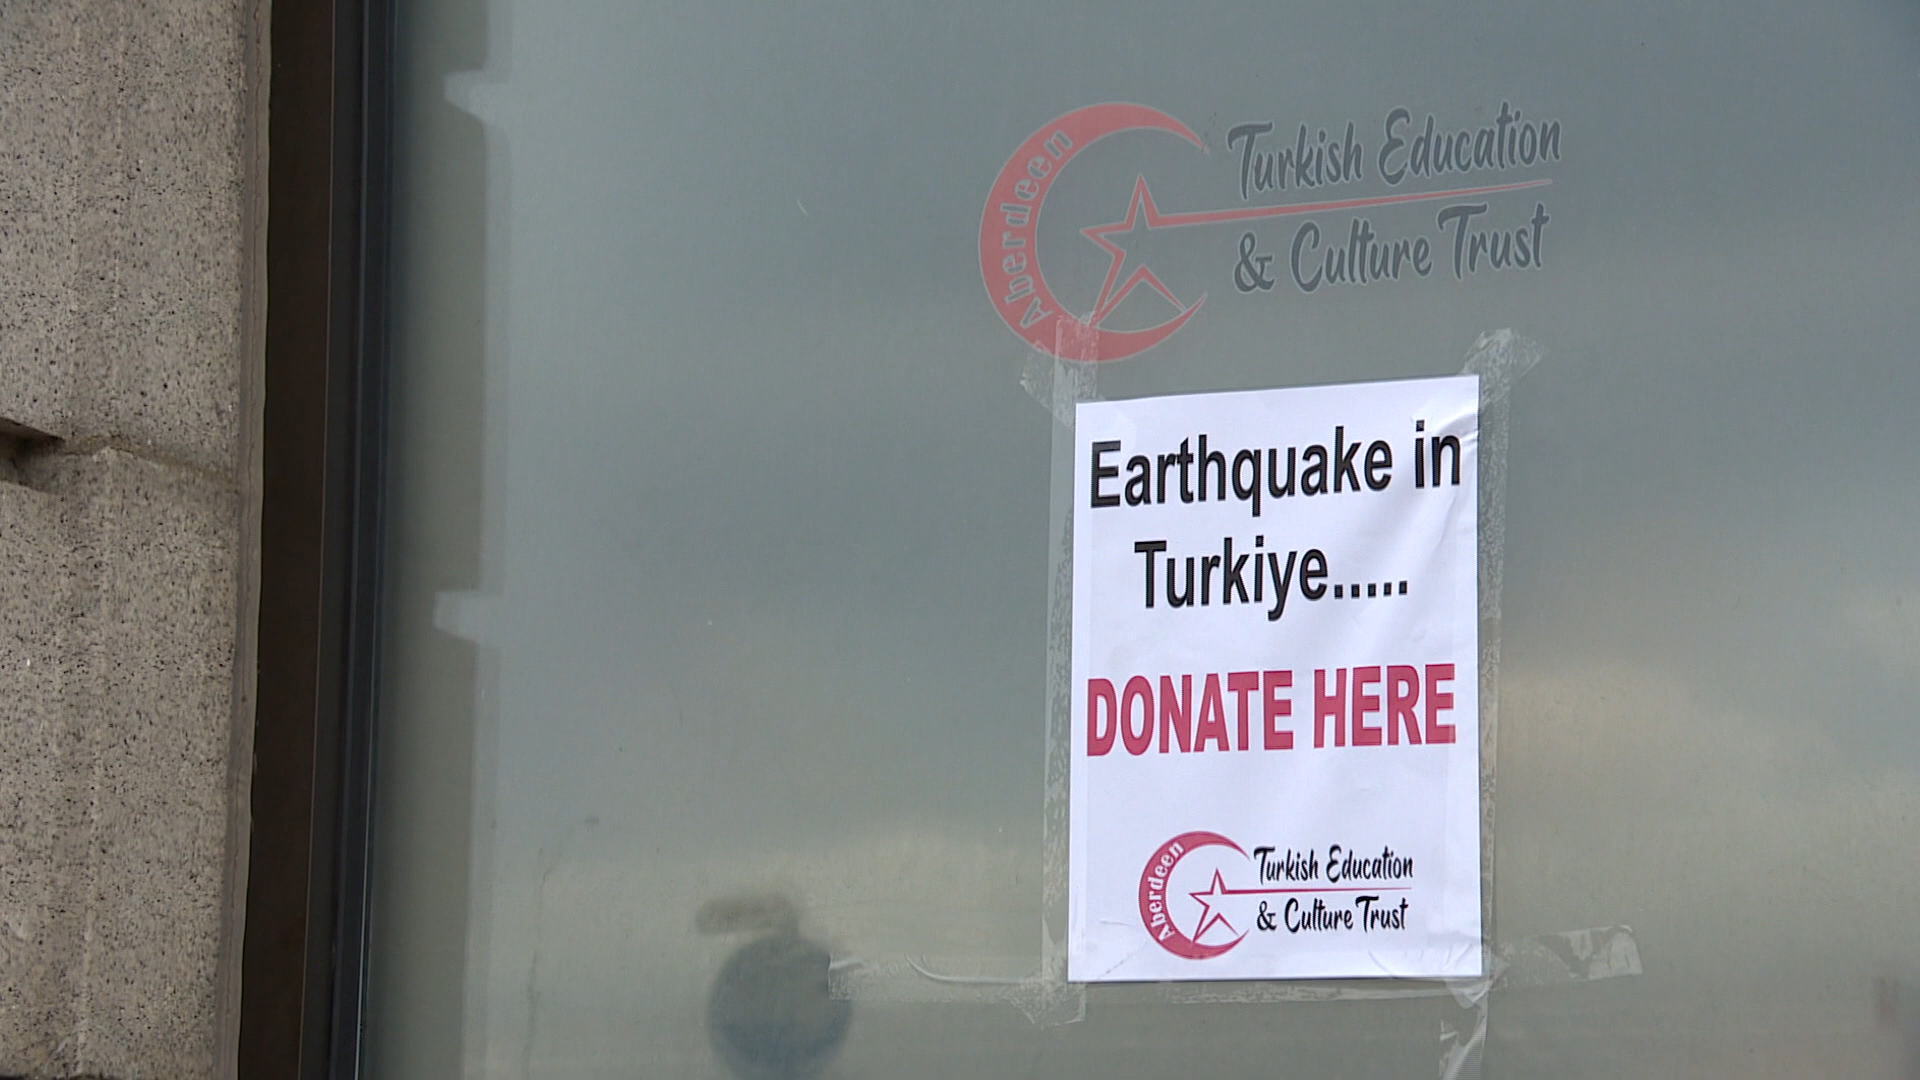 Aberdeen
Turkish Education
& Culture Trust
Earthquake in
Turkiye.....
DONATE HERE
Aberdeen
Turkish Education
& Culture Trust